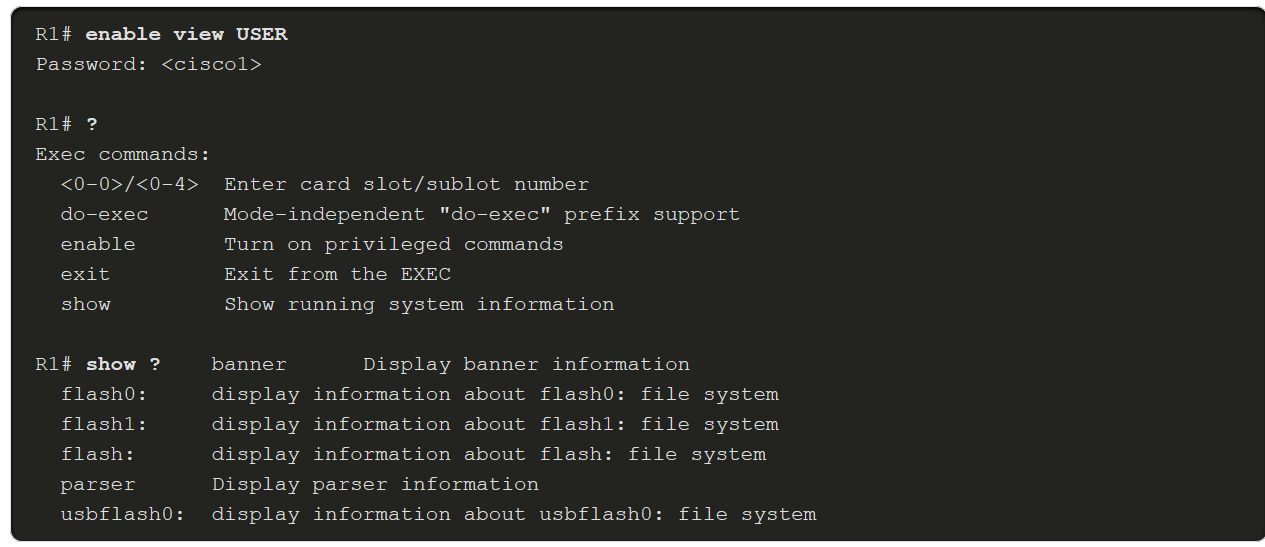 R1# enable view USER
Password: <cisco1>
R1# ?
Exec commands:
<0-0>/<0-4> Enter card slot/sublot number
do-exec Mode-independent "do-exec" prefix support
enable Turn on privileged commands
exit Exit from the EXEC
show Show running system information
R1# show ? banner Display banner information
flash0: display information about flash0: file system
flash1: display information about flash1: file system
flash: display information about flash: file system
parser Display parser information
usbflash0: display information about usbflash0: file system